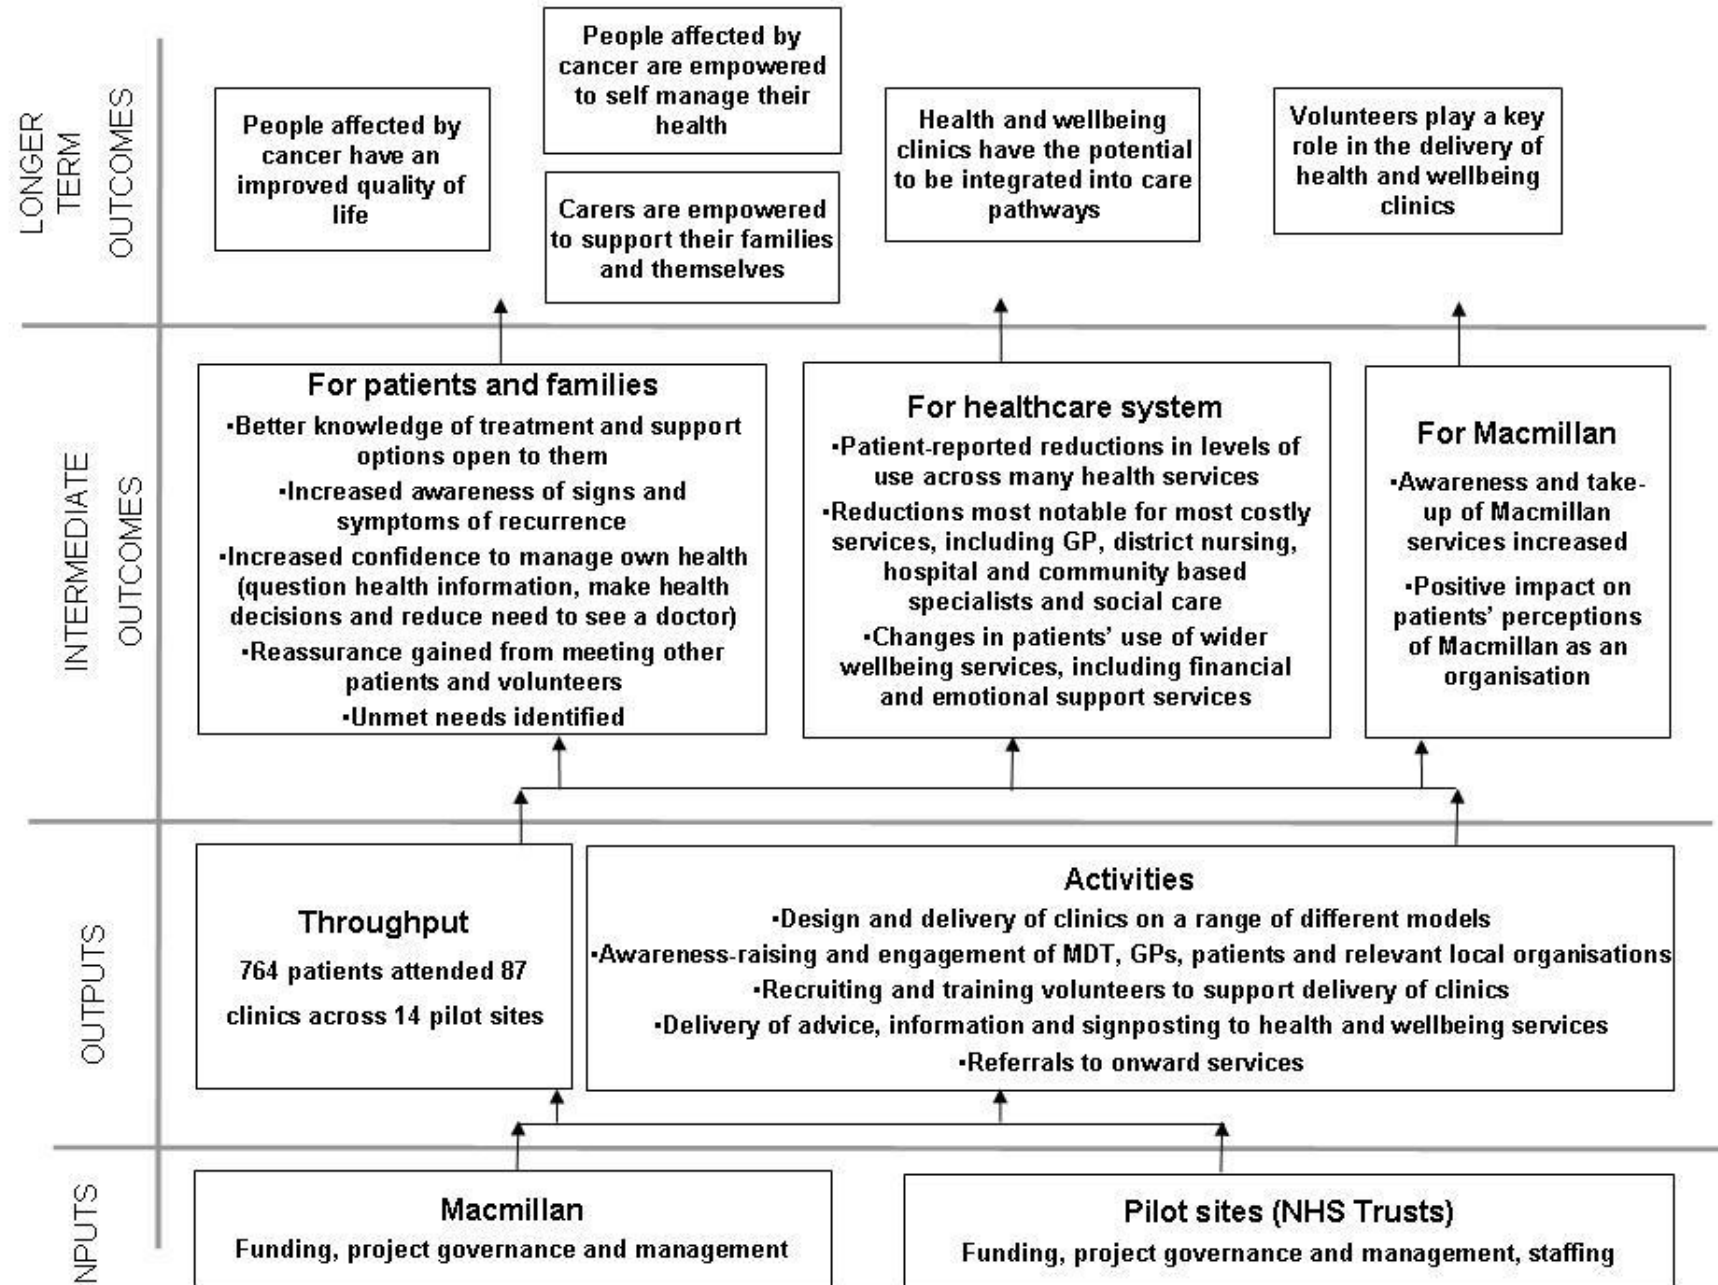 LONGER
TERM
OUTCOMES
People affected by
cancer have an
improved quality of
life
People affected by
cancer are empowered
to self manage their
health
Carers are empowered
to support their families
and themselves
Health and wellbeing
clinics have the potential
to be integrated into care
pathways
Volunteers play a key
role in the delivery of
health and wellbeing
clinics
INTERMEDIATE
OUTCOMES
For patients and families
▪Better knowledge of treatment and support
options open to them
▪Increased awareness of signs and
symptoms of recurrence
▪Increased confidence to manage own health
(question health information, make health
decisions and reduce need to see a doctor)
▪Reassurance gained from meeting other
patients and volunteers
▪Unmet needs identified
For healthcare system
▪Patient-reported reductions in levels of
use across many health services
▪Reductions most notable for most costly
services, including GP, district nursing,
hospital and community based
specialists and social care
▪Changes in patients' use of wider
wellbeing services, including financial
and emotional support services
For Macmillan
▪Awareness and take-
up of Macmillan
services increased
▪Positive impact on
patients' perceptions
of Macmillan as an
organisation
OUTPUTS
Throughput
764 patients attended 87
clinics across 14 pilot sites
Activities
▪Design and delivery of clinics on a range of different models
▪Awareness-raising and engagement of MDT, GPs, patients and relevant local organisations
▪Recruiting and training volunteers to support delivery of clinics
▪Delivery of advice, information and signposting to health and wellbeing services
▪Referrals to onward services
NPUTS
Macmillan
Funding, project governance and management
Pilot sites (NHS Trusts)
Funding, project governance and management, staffing